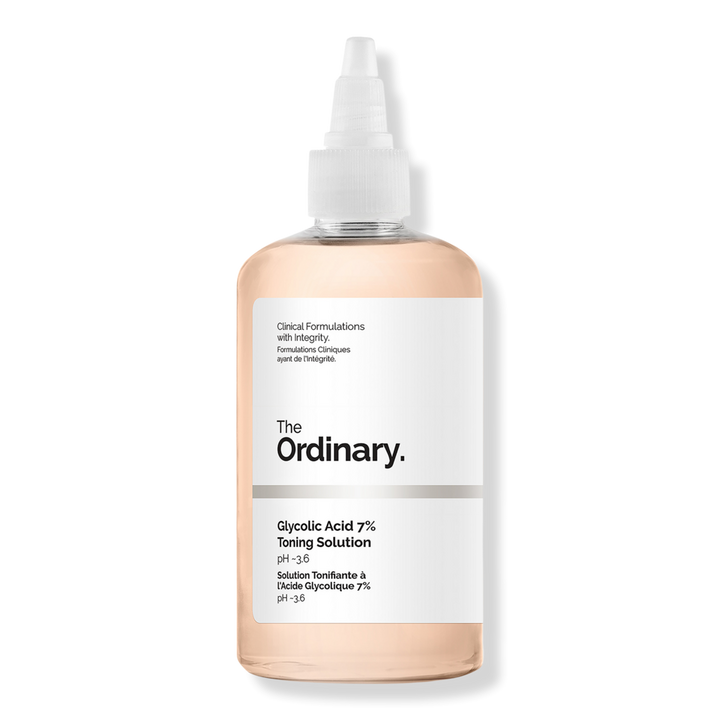 Clinical Formulations
with Integrity.
Formulations Cliniques
ayant de l'Intégrité.
The
Ordinary.
Glycolic Acid 7%
Toning Solution
pH ~3.6
Solution Tonifiante à
l'Acide Glycolique 7%
pH ~3.6